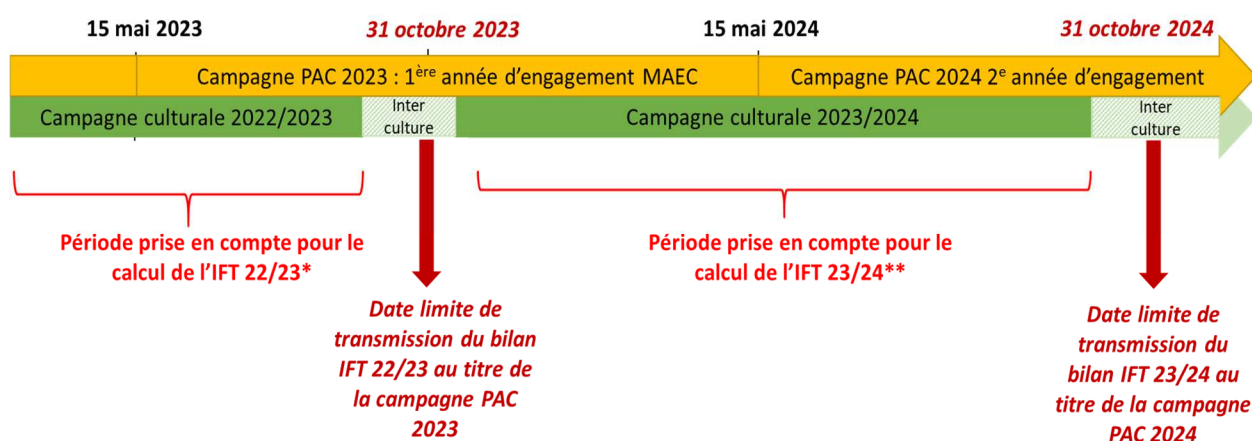 15 mai 2023
31 octobre 2023
15 mai 2024
31 octobre 2024
Campagne PAC 2023 : 1ère année d’engagement MAEC
Campagne PAC 2024 2e année d’engagement
Campagne culturale 2022/2023
Inter
culture
Campagne culturale 2023/2024
Inter
culture
Période prise en compte pour le
calcul de l’IFT 22/23*
Période prise en compte pour le
calcul de l’IFT 23/24**
Date limite de
transmission du bilan
IFT 22/23 au titre de
la campagne PAC
2023
Date limite de
transmission du
bilan IFT 23/24 au
titre de la campagne
PAC 2024